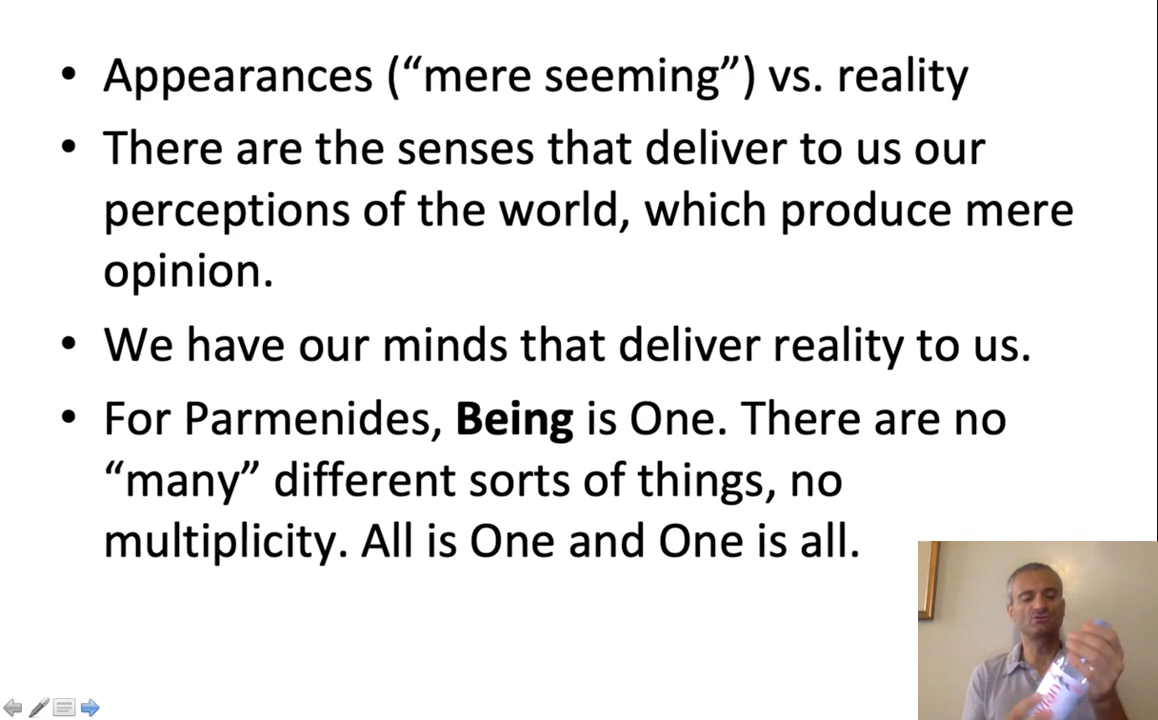 • Appearances (“mere seeming”) vs. reality
• There are the senses that deliver to us our
perceptions of the world, which produce mere
opinion.
• We have our minds that deliver reality to us.
• For Parmenides, Being is One. There are no
“many” different sorts of things, no
multiplicity. All is One and One is all.